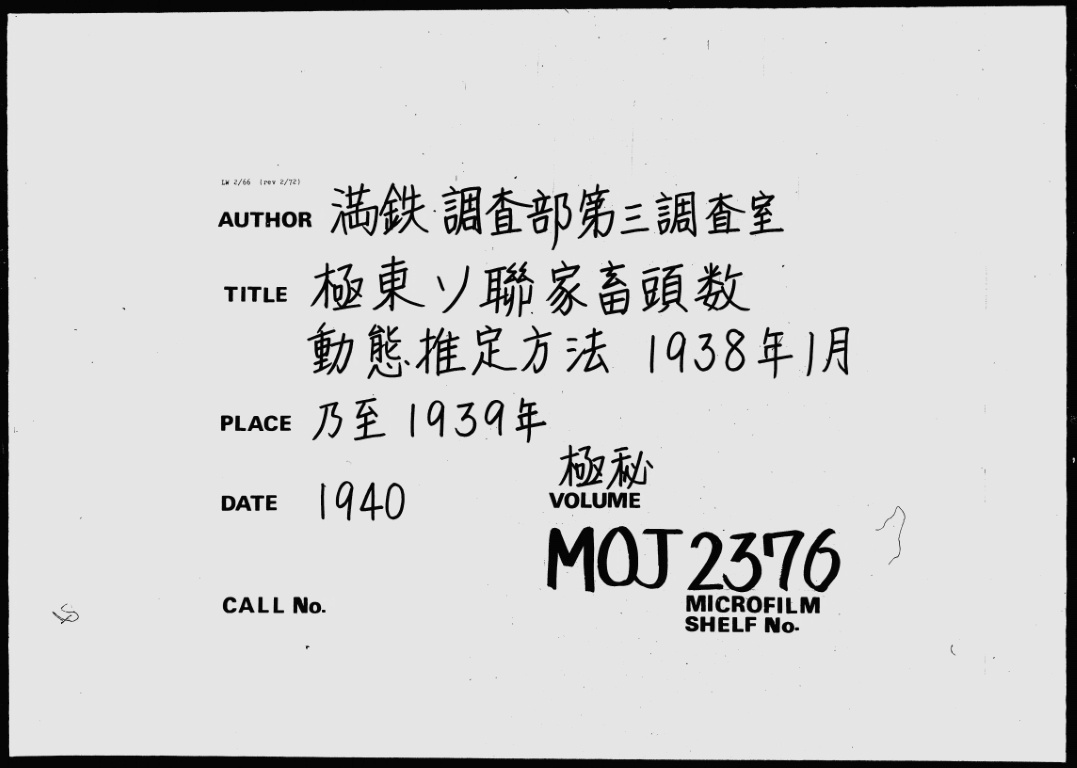 LW 2/66 (rev 2/72)
AUTHOR 満鉄 調査部第三調査室
TITLE 極東ソ聯家畜頭数
動態推定方法 1938年1月
PLACE 乃至1939年
極秘
DATE 1940 VOLUME
MOJ 2376
CALL No. MICROFILM
SHELF No.